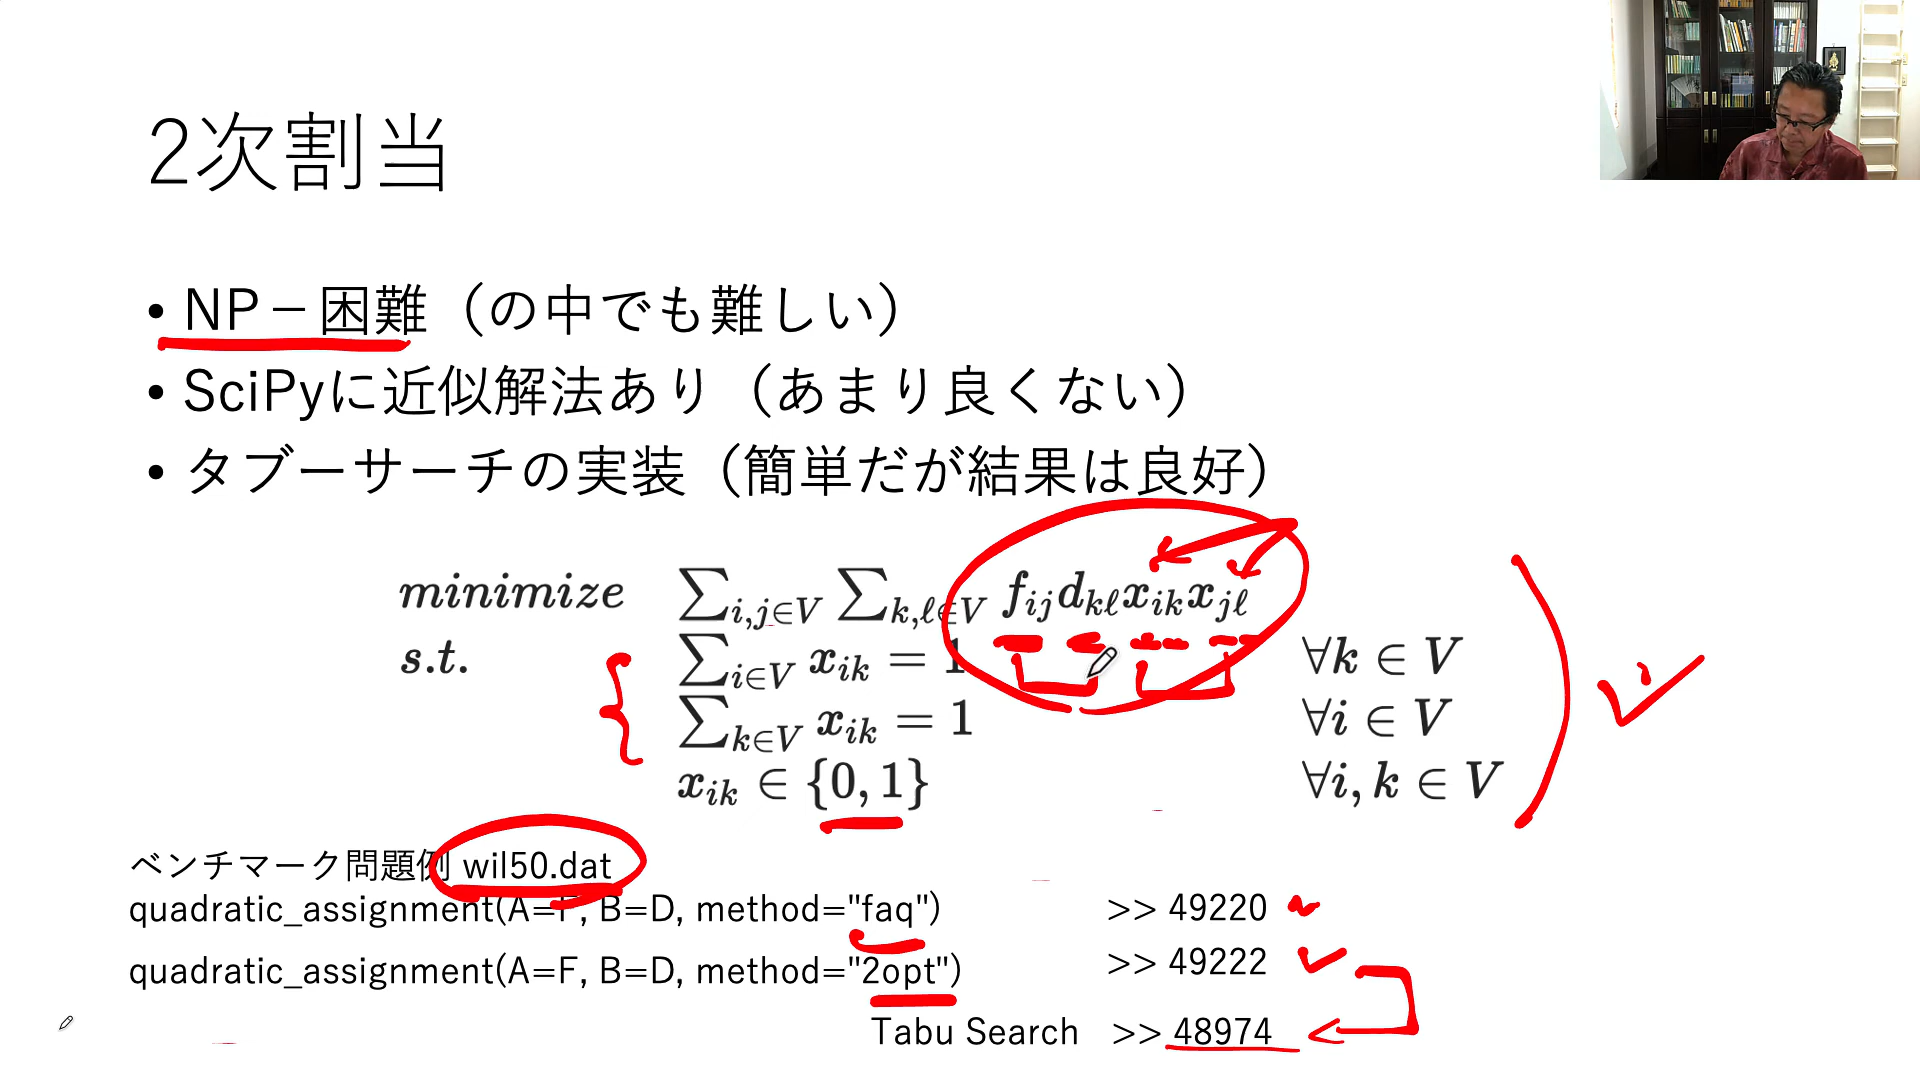 2次割当
• NP－困難（の中でも難しい）
• SciPyに近似解法あり（あまり良くない）
• タブーサーチの実装（簡単だが結果は良好）
minimize ∑i,j∈V ∑k,ℓ∈V fijdkℓxikxjℓ
s.t. ∑i∈V xik = 1 ∀k ∈ V
∑k∈V xik = 1 ∀i ∈ V
xik ∈ {0, 1} ∀i, k ∈ V
ベンチマーク問題例 wil50.dat
quadratic_assignment(A=F, B=D, method="faq") >> 49220
quadratic_assignment(A=F, B=D, method="2opt") >> 49222
Tabu Search >> 48974